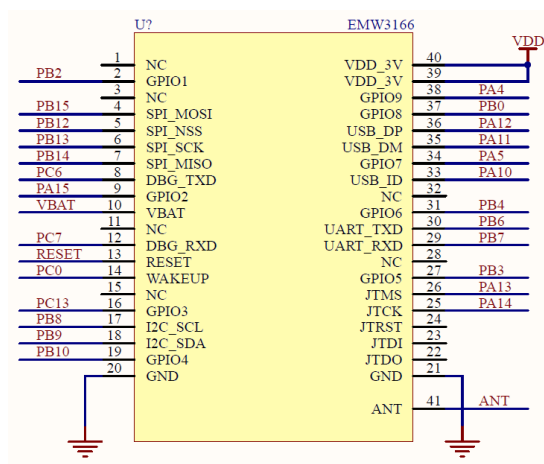 U? EMW3166
VDD
1 NC VDD_3V 40
PB2 2 GPIO1 VDD_3V 39
3 NC GPIO9 38 PA4
PB15 4 SPI_MOSI GPIO8 37 PB0
PB12 5 SPI_NSS USB_DP 36 PA12
PB13 6 SPI_SCK USB_DM 35 PA11
PB14 7 SPI_MISO GPIO7 34 PA5
PC6 8 DBG_TXD USB_ID 33 PA10
PA15 9 GPIO2 NC 32
VBAT 10 VBAT GPIO6 31 PB4
11 NC UART_TXD 30 PB6
PC7 12 DBG_RXD UART_RXD 29 PB7
RESET 13 RESET NC 28
PC0 14 WAKEUP GPIO5 27 PB3
15 NC JTMS 26 PA13
PC13 16 GPIO3 JTCK 25 PA14
PB8 17 I2C_SCL JTRST 24
PB9 18 I2C_SDA JTDI 23
PB10 19 GPIO4 JTDO 22
20 GND GND 21
ANT 41 ANT